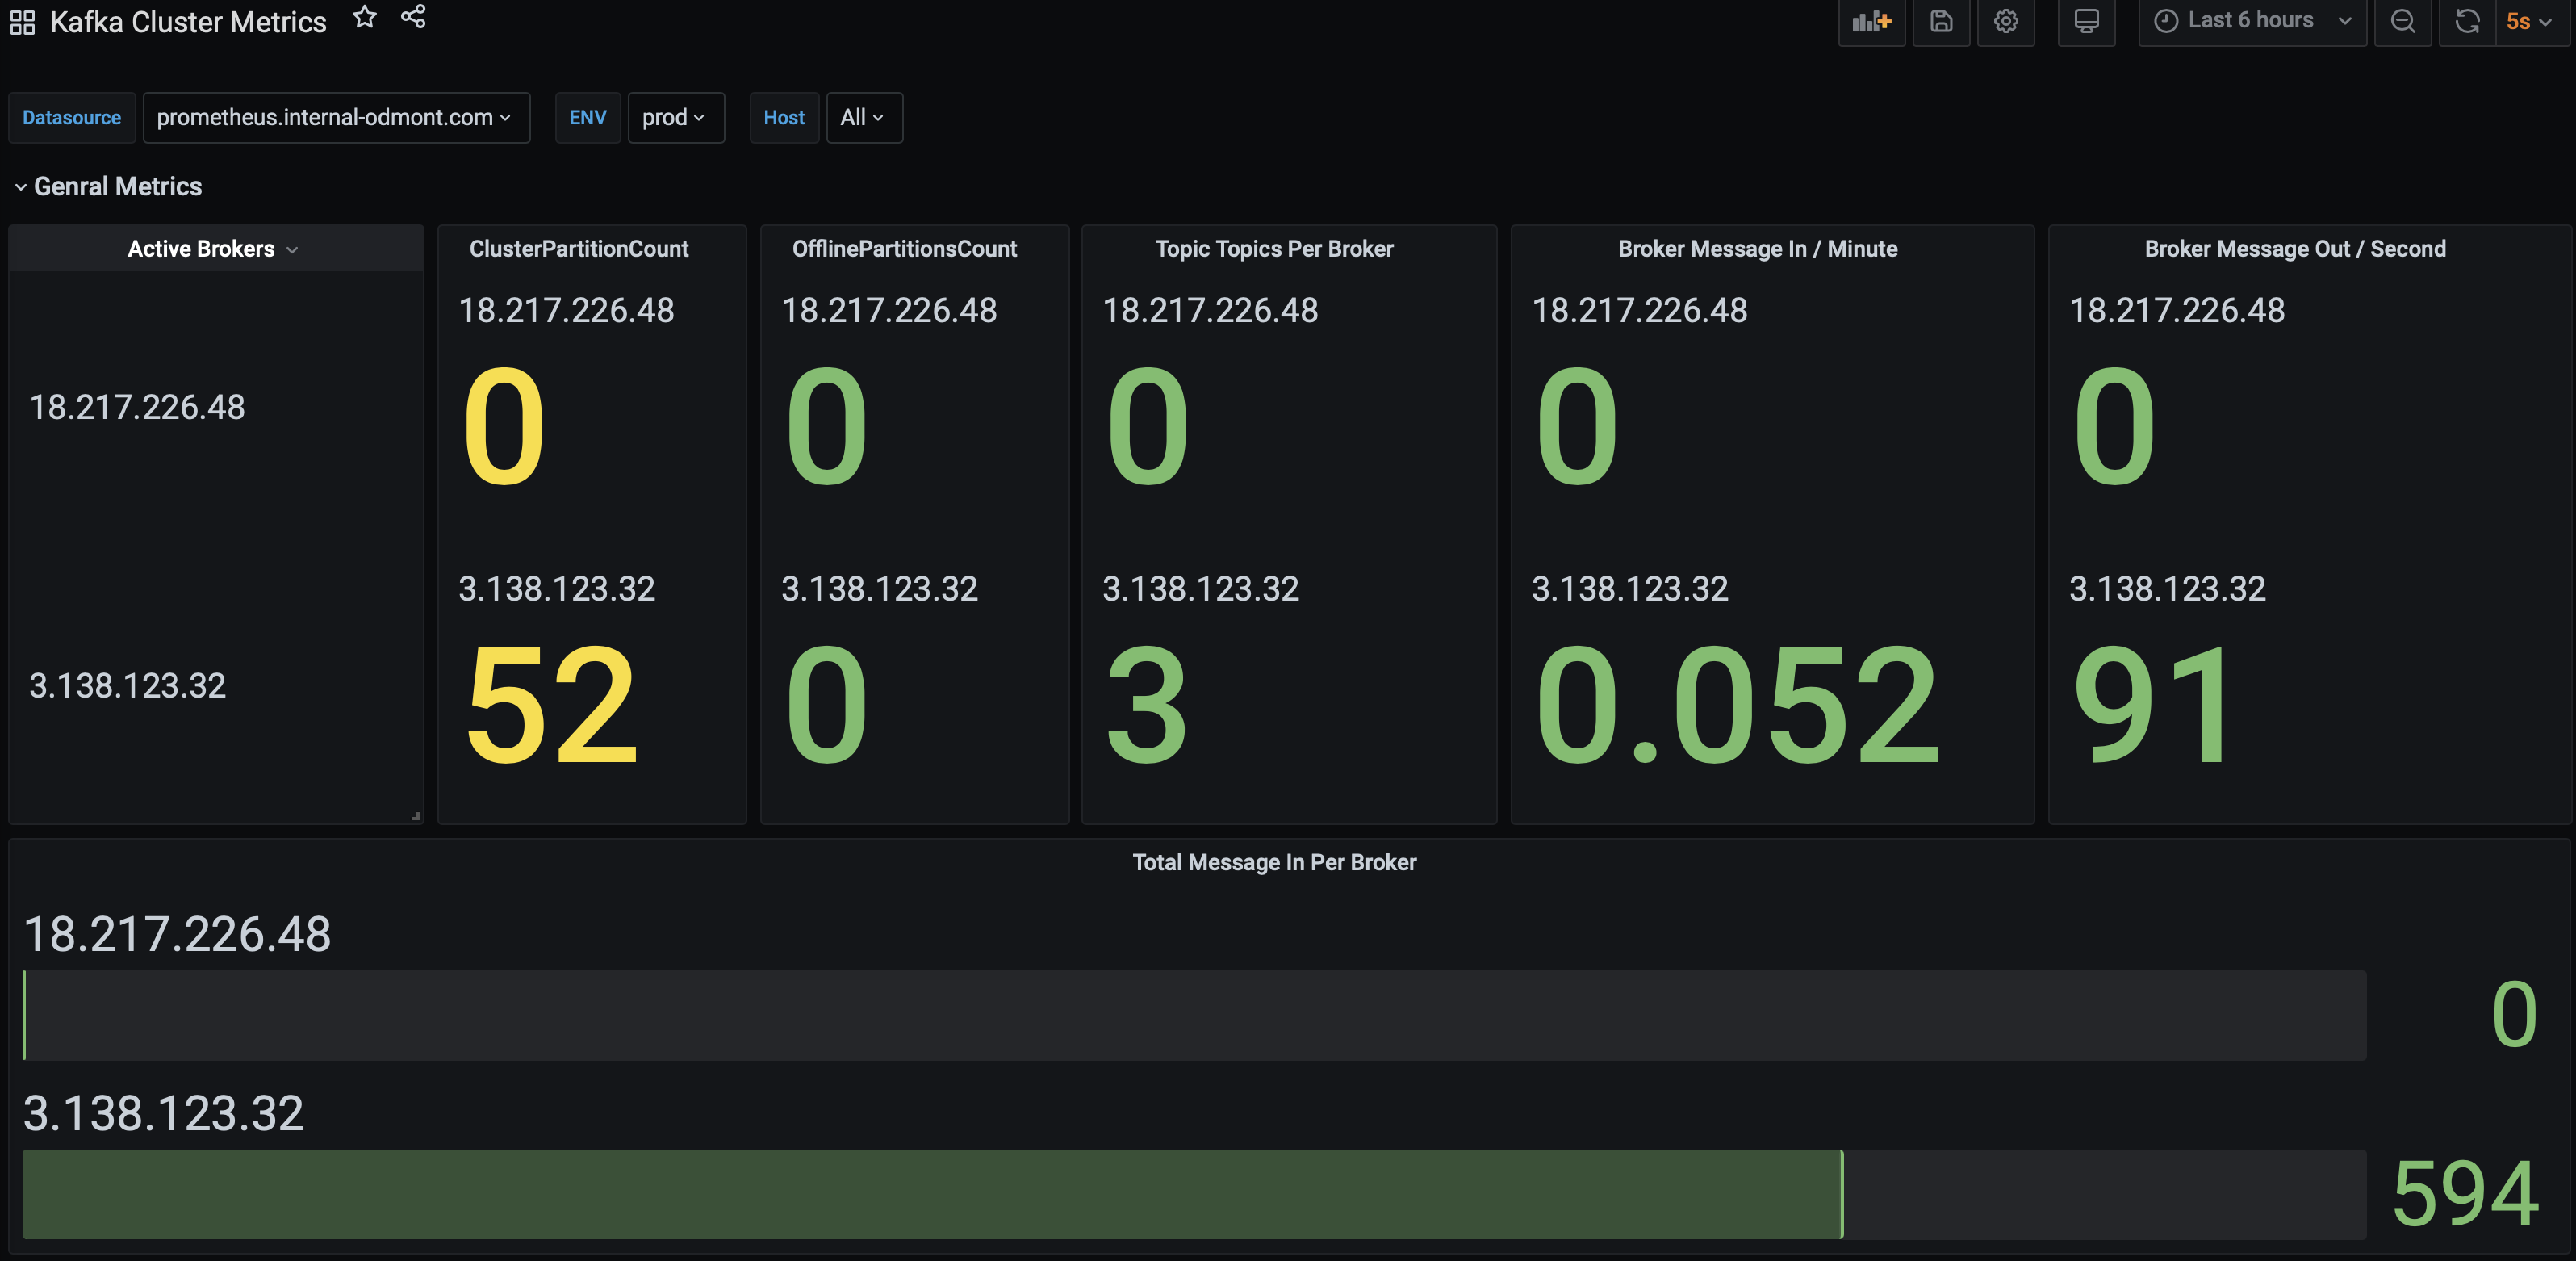 Kafka Cluster Metrics
Last 6 hours
5s
Datasource
prometheus.internal-odmont.com
ENV
prod
Host
All
Genral Metrics
Active Brokers
18.217.226.48
3.138.123.32
ClusterPartitionCount
18.217.226.48
0
3.138.123.32
52
OfflinePartitionsCount
18.217.226.48
0
3.138.123.32
0
Topic Topics Per Broker
18.217.226.48
0
3.138.123.32
3
Broker Message In / Minute
18.217.226.48
0
3.138.123.32
0.052
Broker Message Out / Second
18.217.226.48
0
3.138.123.32
91
Total Message In Per Broker
18.217.226.48
0
3.138.123.32
594